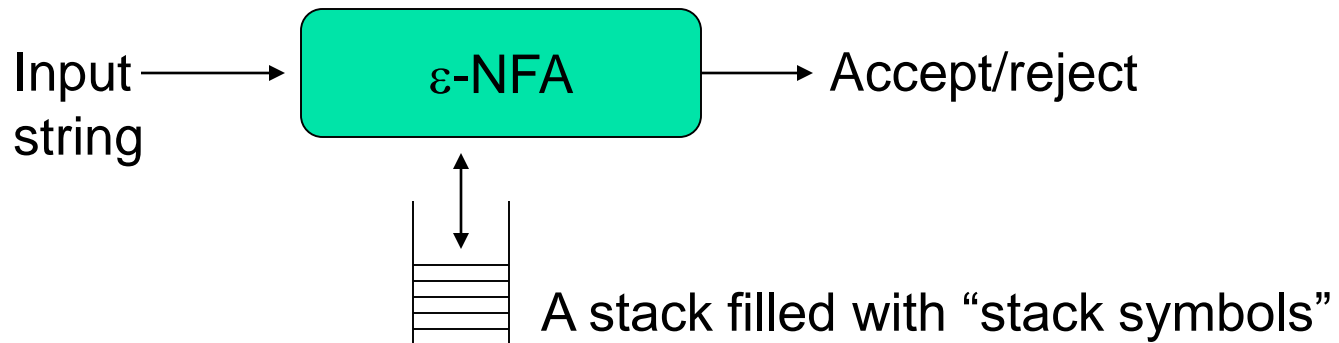 Input
string
ε-NFA
Accept/reject
A stack filled with “stack symbols”